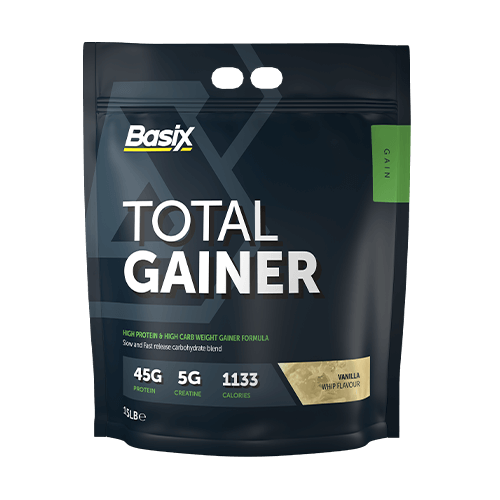 Basix
GAIN
TOTAL
GAINER
HIGH PROTEIN & HIGH CARB WEIGHT GAINER FORMULA
Slow and Fast release carbohydrate blend
45G
PROTEIN
5G
CREATINE
1133
CALORIES
VANILLA
WHIP FLAVOUR
15LB℮